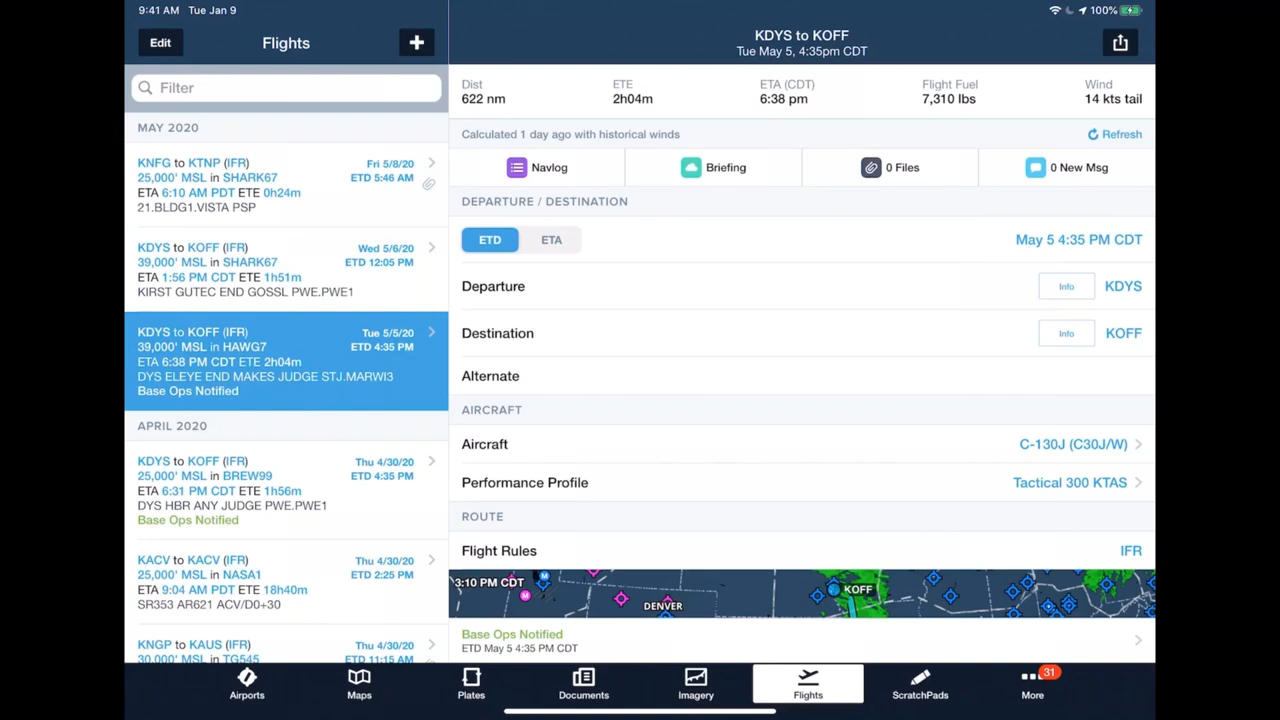 9:41 AM Tue Jan 9
100%
Edit
Flights
KDYS to KOFF
Tue May 5, 4:35pm CDT
Filter
MAY 2020
KNFG to KTNP (IFR) Fri 5/8/20
25,000' MSL in SHARK67 ETD 5:46 AM
ETA 6:10 AM PDT ETE 0h24m
21.BLDG1.VISTA PSP
KDYS to KOFF (IFR) Wed 5/6/20
39,000' MSL in SHARK67 ETD 12:05 PM
ETA 1:56 PM CDT ETE 1h51m
KIRST GUTEC END GOSSL PWE.PWE1
KDYS to KOFF (IFR) Tue 5/5/20
39,000' MSL in HAWG7 ETD 4:35 PM
ETA 6:38 PM CDT ETE 2h04m
DYS ELEYE END MAKES JUDGE STJ.MARWI3
Base Ops Notified
APRIL 2020
KDYS to KOFF (IFR) Thu 4/30/20
25,000' MSL in BREW99 ETD 4:35 PM
ETA 6:31 PM CDT ETE 1h56m
DYS HBR ANY JUDGE PWE.PWE1
Base Ops Notified
KACV to KACV (IFR) Thu 4/30/20
25,000' MSL in NASA1 ETD 2:25 PM
ETA 9:04 AM PDT ETE 18h40m
SR353 AR621 ACV/D0+30
KNGP to KAUS (IFR) Thu 4/30/20
30,000' MSL in TG545 ETD 11:15 AM
Dist ETE ETA (CDT) Flight Fuel Wind
622 nm 2h04m 6:38 pm 7,310 lbs 14 kts tail
Calculated 1 day ago with historical winds Refresh
Navlog Briefing 0 Files 0 New Msg
DEPARTURE / DESTINATION
ETD ETA May 5 4:35 PM CDT
Departure Info KDYS
Destination Info KOFF
Alternate
AIRCRAFT
Aircraft C-130J (C30J/W)
Performance Profile Tactical 300 KTAS
ROUTE
Flight Rules IFR
3:10 PM CDT
M
M
KOFF
DENVER
Base Ops Notified
ETD May 5 4:35 PM CDT
31
Airports Maps Plates Documents Imagery Flights ScratchPads More